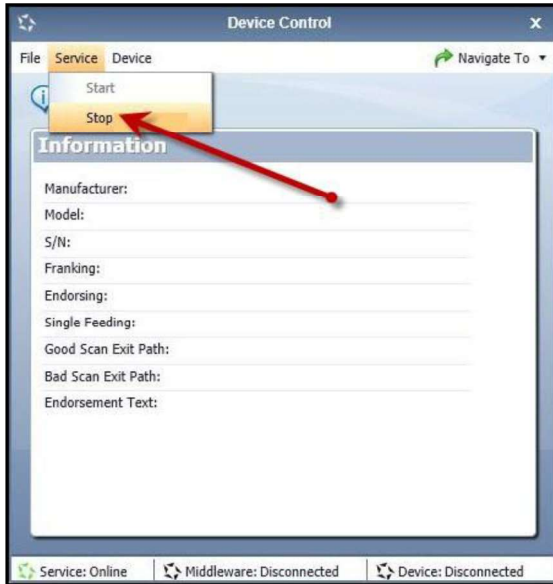 Device Control x
File Service Device Navigate To
Start
Stop
Information
Manufacturer:
Model:
S/N:
Franking:
Endorsing:
Single Feeding:
Good Scan Exit Path:
Bad Scan Exit Path:
Endorsement Text:
Service: Online Middleware: Disconnected Device: Disconnected